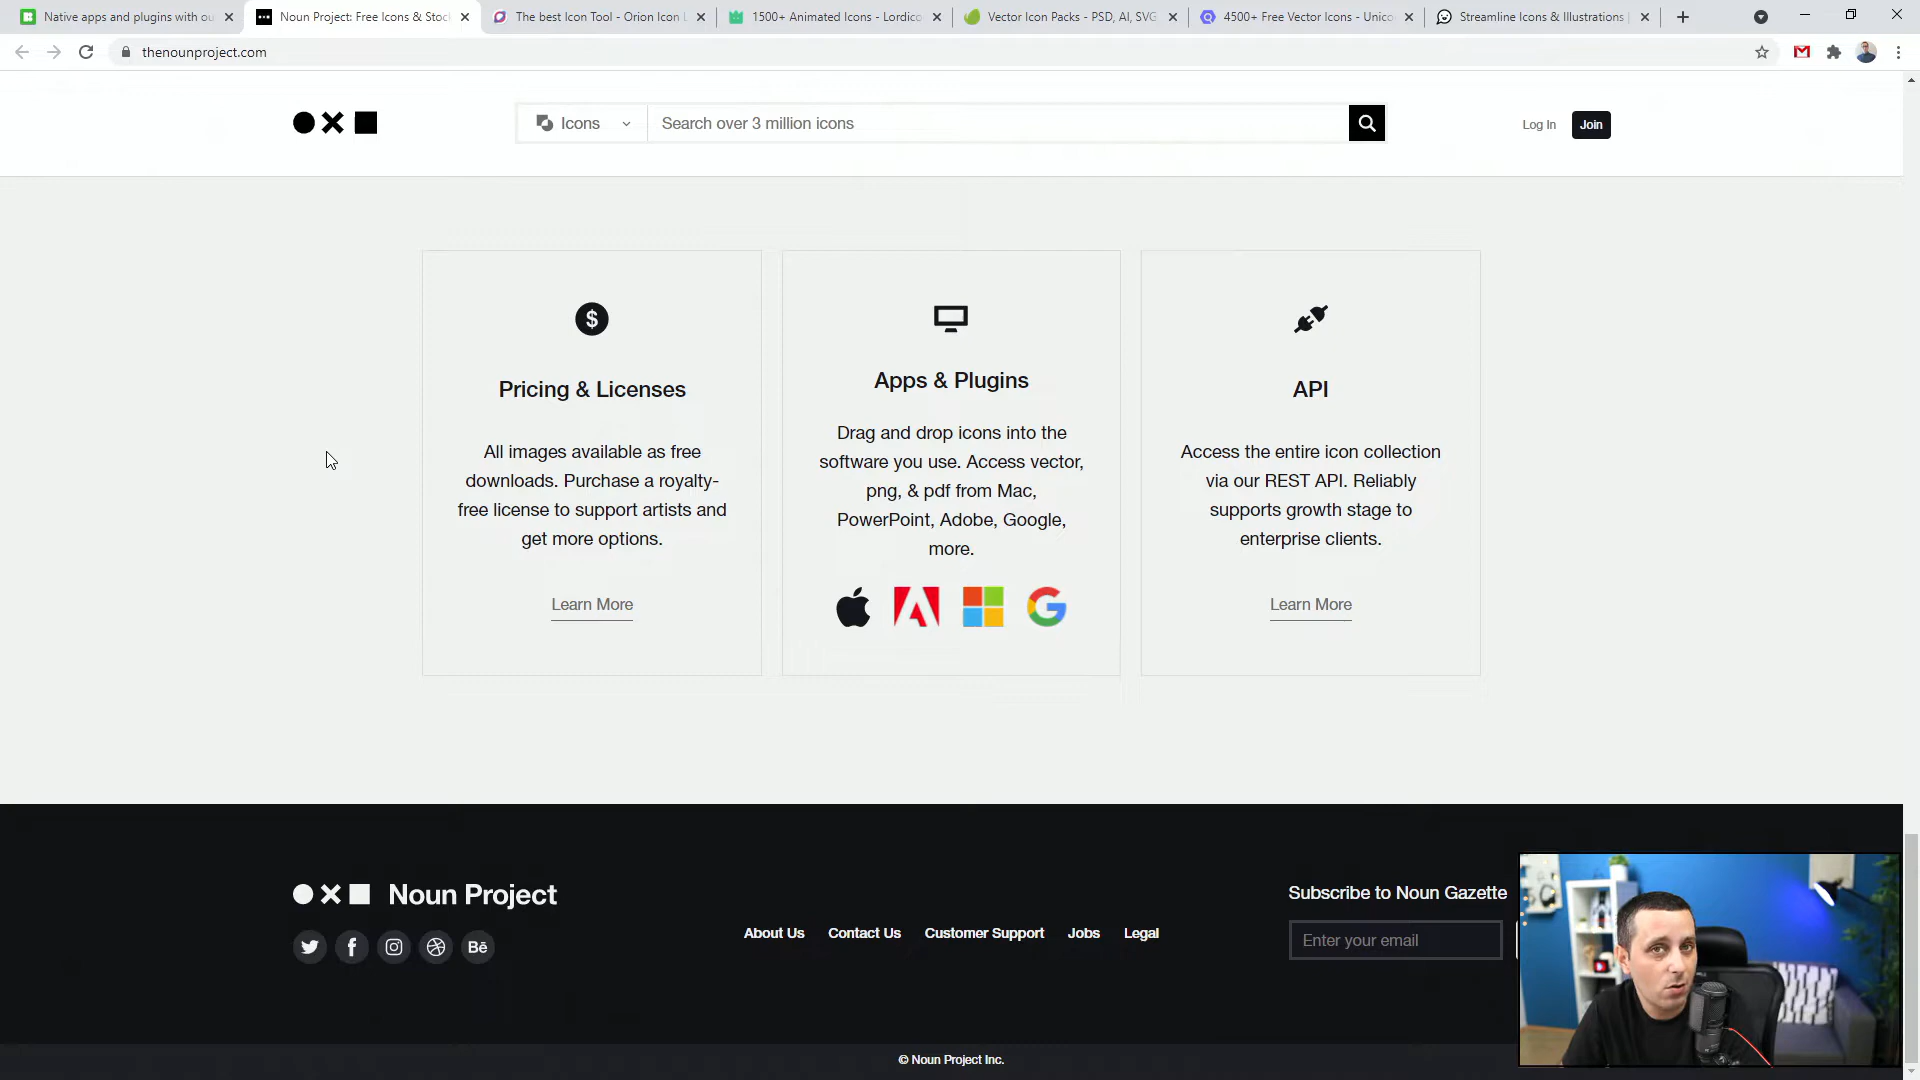 Native apps and plugins with ou
Noun Project: Free Icons & Stoc
The best Icon Tool - Orion Icon L
1500+ Animated Icons - Lordico
Vector Icon Packs - PSD, AI, SVG
4500+ Free Vector Icons - Unico
Streamline Icons & Illustrations |
thenounproject.com
Icons
Search over 3 million icons
Log In
Join
$
Pricing & Licenses
All images available as free
downloads. Purchase a royalty-
free license to support artists and
get more options.
Learn More
Apps & Plugins
Drag and drop icons into the
software you use. Access vector,
png, & pdf from Mac,
PowerPoint, Adobe, Google,
more.
API
Access the entire icon collection
via our REST API. Reliably
supports growth stage to
enterprise clients.
Learn More
Noun Project
Bē
About Us
Contact Us
Customer Support
Jobs
Legal
Subscribe to Noun Gazette
Enter your email
© Noun Project Inc.